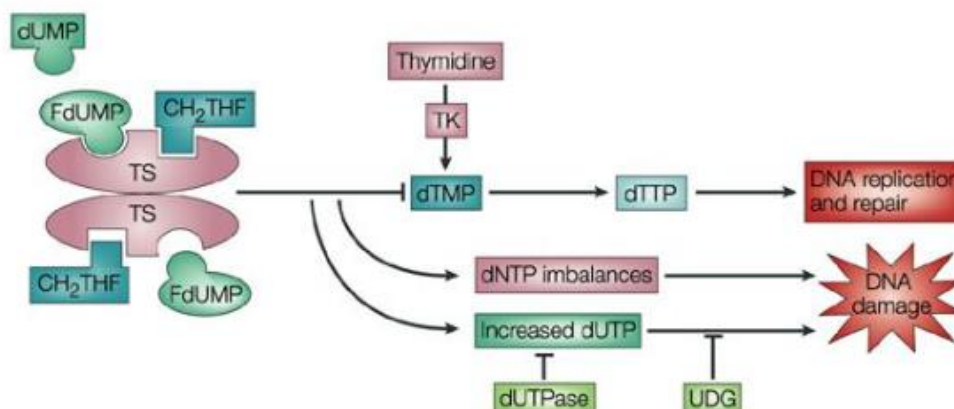 dUMP
FdUMP
CH₂THF
TS
TS
CH₂THF
FdUMP
Thymidine
TK
dTMP
dTTP
DNA replication
and repair
dNTP imbalances
DNA
damage
Increased dUTP
dUTPase
UDG